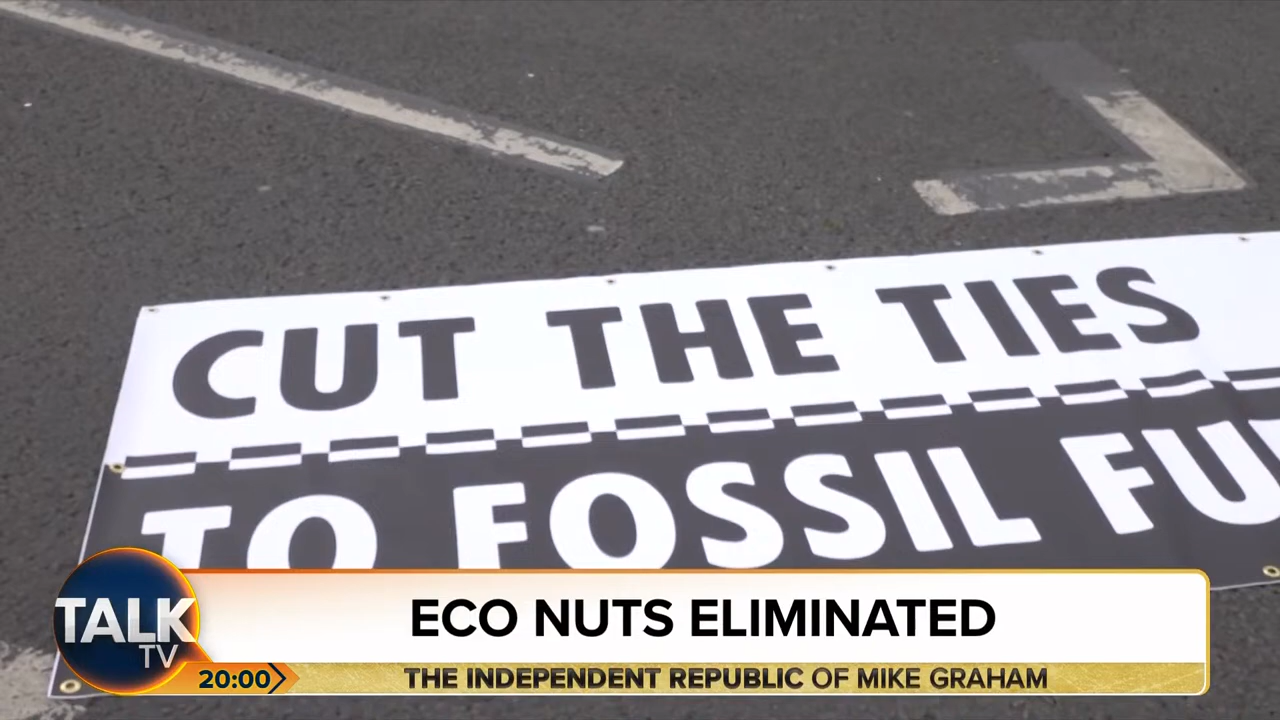 CUT THE TIES
TO FOSSIL
TALK
TV
ECO NUTS ELIMINATED
20:00
THE INDEPENDENT REPUBLIC OF MIKE GRAHAM